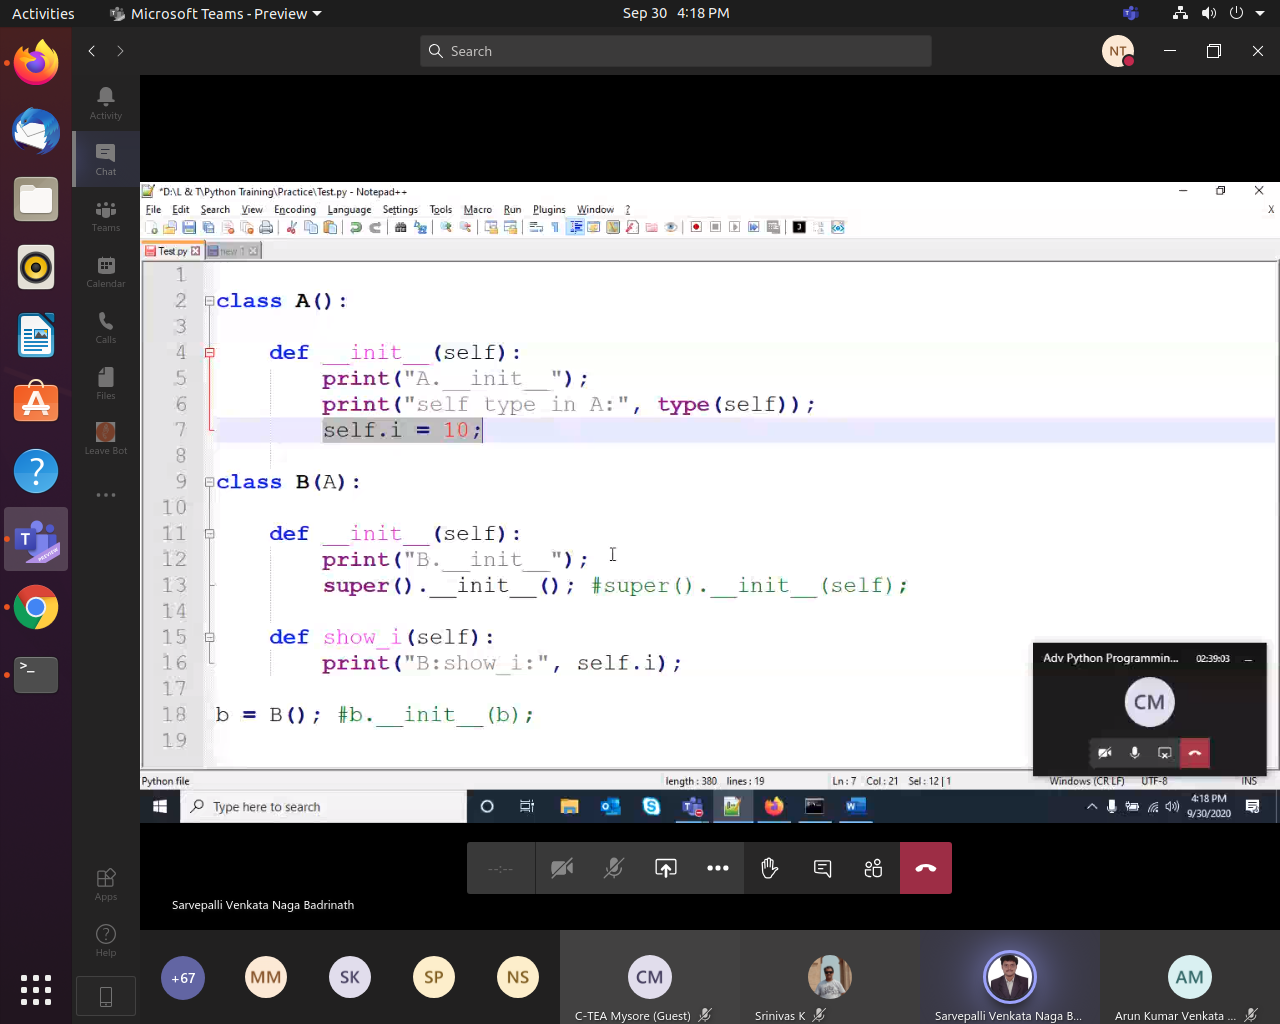 Activities
Microsoft Teams - Preview
Sep 30 4:18 PM
Search
NT
Activity
Chat
Teams
Calendar
Calls
Files
Leave Bot
Apps
Help
*D:\L & T\Python Training\Practice\Test.py - Notepad++
File Edit Search View Encoding Language Settings Tools Macro Run Plugins Window ?
X
Test.py
new 1
1
2 class A():
3
4 def __init__(self):
5 print("A.__init__");
6 print("self type in A:", type(self));
7 self.i = 10;
8
9 class B(A):
10
11 def __init__(self):
12 print("B.__init__");
13 super().__init__(); #super().__init__(self);
14
15 def show_i(self):
16 print("B:show_i:", self.i);
17
18 b = B(); #b.__init__(b);
19
Adv Python Programmin... 02:39:03
CM
Python file
length : 380 lines : 19
Ln : 7 Col : 21 Sel : 12 | 1
Windows (CR LF)
UTF-8
INS
Type here to search
4:18 PM
9/30/2020
--:--
Sarvepalli Venkata Naga Badrinath
+67
MM
SK
SP
NS
CM
AM
C-TEA Mysore (Guest)
Srinivas K
Sarvepalli Venkata Naga B...
Arun Kumar Venkata ...